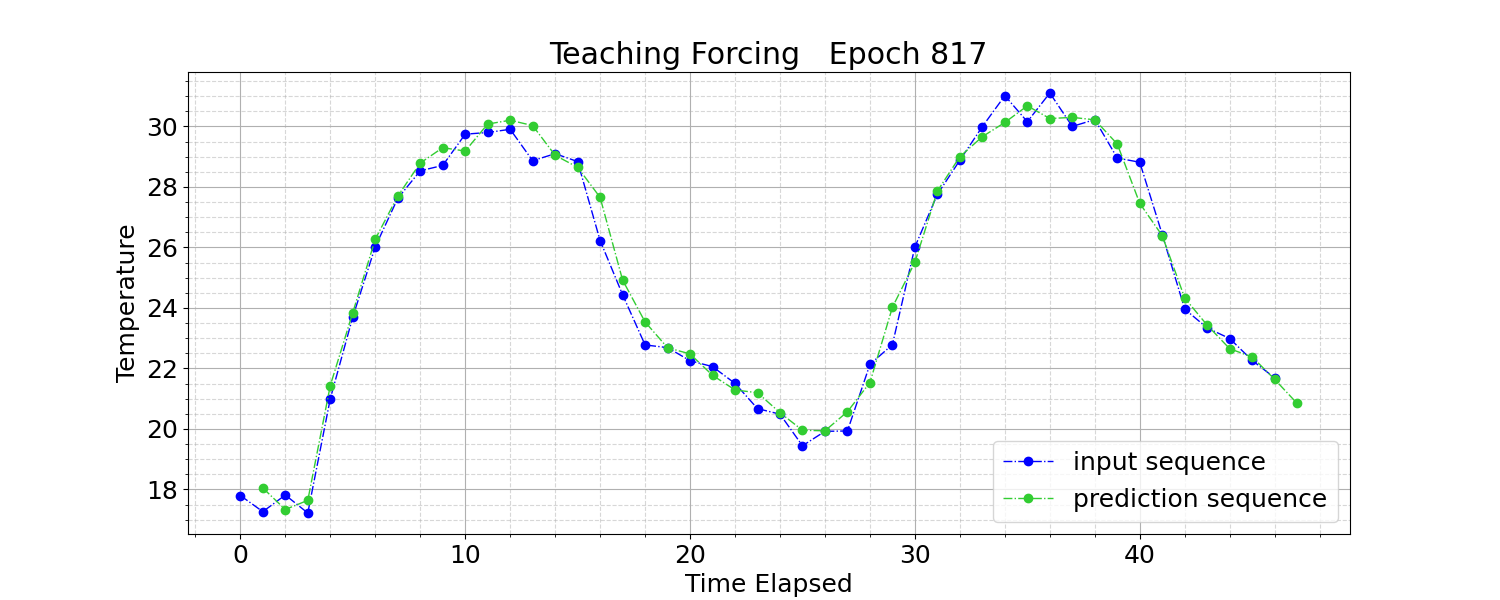 Teaching Forcing   Epoch 817
Temperature
30
28
26
24
22
20
18
0 10 20 30 40
Time Elapsed
input sequence
prediction sequence